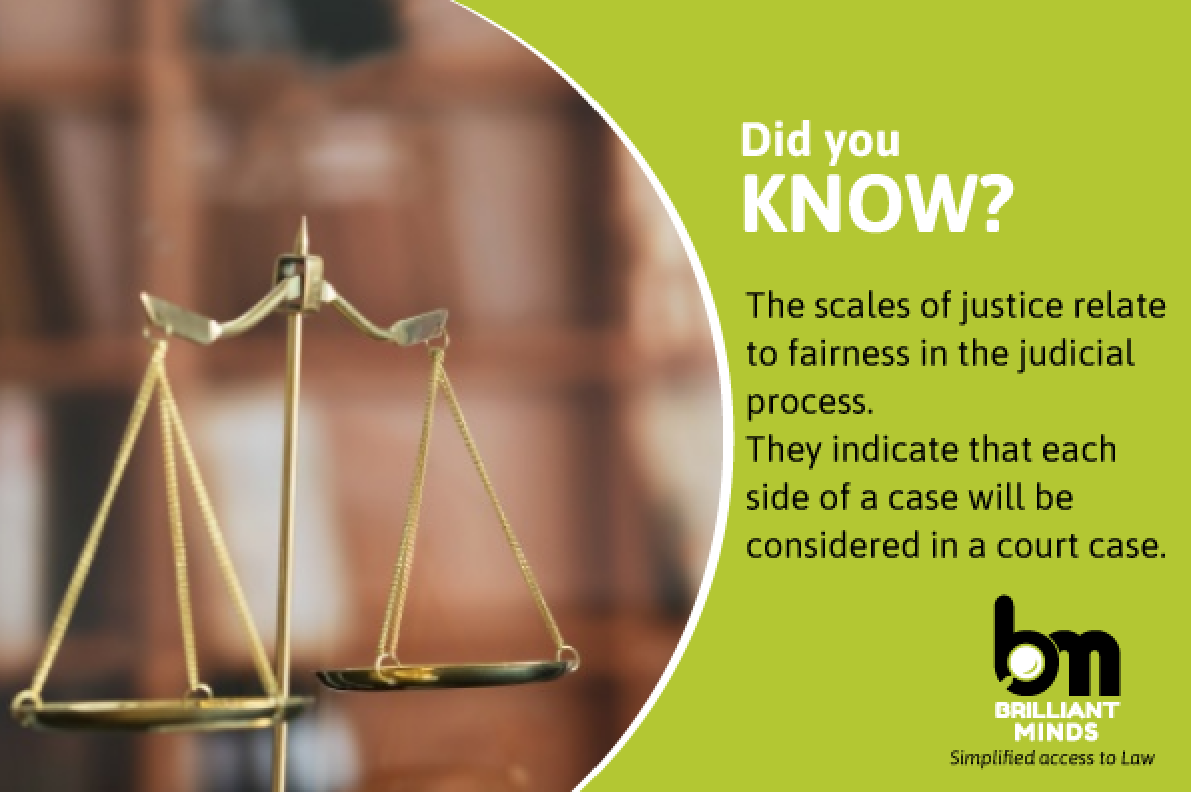 Did you
KNOW?
The scales of justice relate
to fairness in the judicial
process.
They indicate that each
side of a case will be
considered in a court case.
bm
BRILLIANT
MINDS
Simplified access to Law